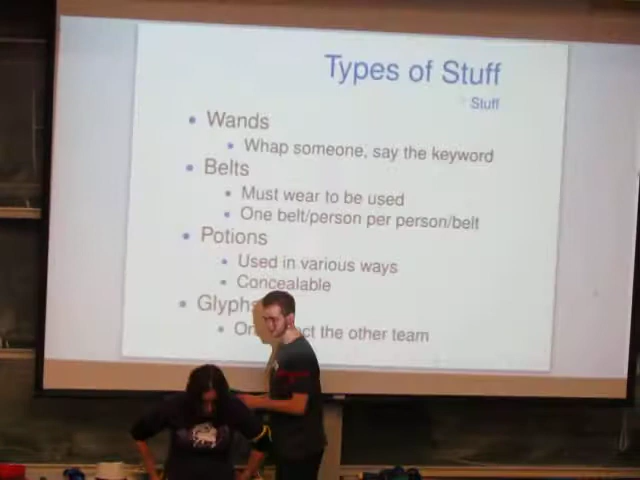 Types of Stuff
Stuff
• Wands
• Whap someone, say the keyword
• Belts
• Must wear to be used
• One belt/person per person/belt
• Potions
• Used in various ways
• Concealable
• Glyphs
• the other team